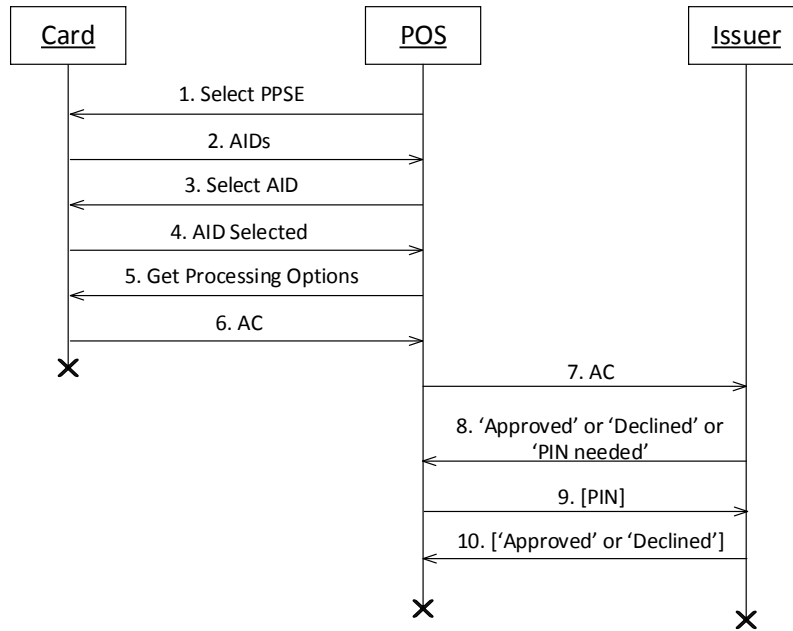 Card
POS
Issuer
1. Select PPSE
2. AIDs
3. Select AID
4. AID Selected
5. Get Processing Options
6. AC
7. AC
8. ‘Approved’ or ‘Declined’ or
‘PIN needed’
9. [PIN]
10. [‘Approved’ or ‘Declined’]